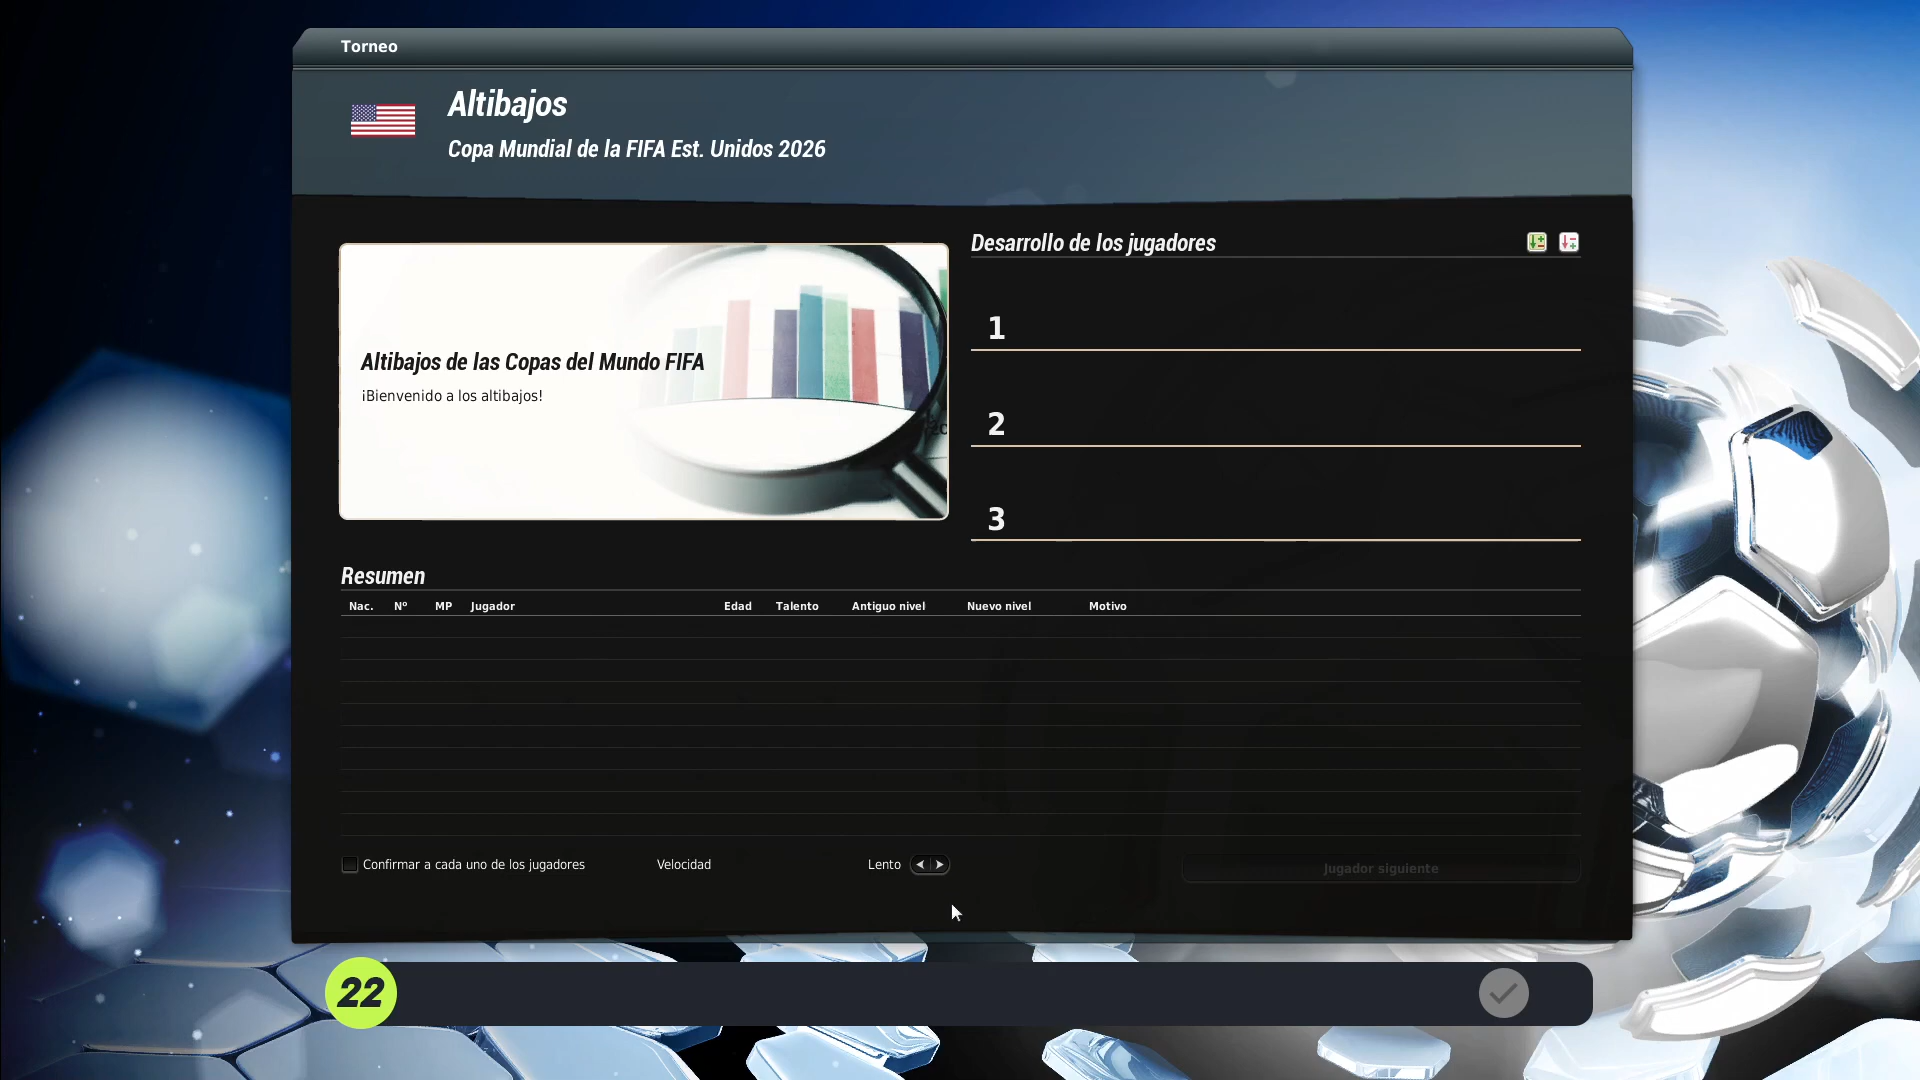 Torneo
Altibajos
Copa Mundial de la FIFA Est. Unidos 2026
Desarrollo de los jugadores
Altibajos de las Copas del Mundo FIFA
¡Bienvenido a los altibajos!
1
2
3
Resumen
Nac. Nº MP Jugador Edad Talento Antiguo nivel Nuevo nivel Motivo
Confirmar a cada uno de los jugadores Velocidad Lento Jugador siguiente
22